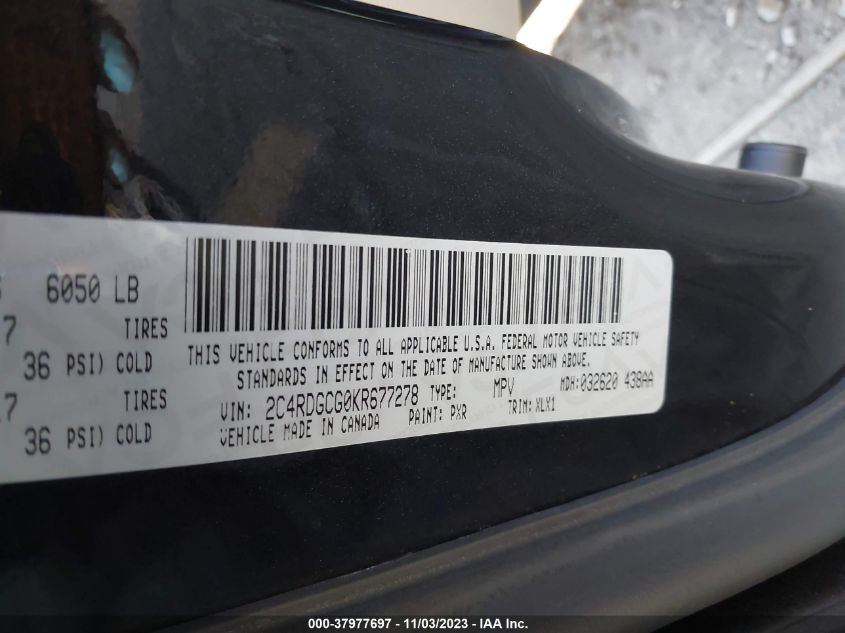 6050 LB
7 TIRES
36 PSI) COLD
7 TIRES
36 PSI) COLD
THIS VEHICLE CONFORMS TO ALL APPLICABLE U.S.A. FEDERAL MOTOR VEHICLE SAFETY
STANDARDS IN EFFECT ON THE DATE OF MANUFACTURE SHOWN ABOVE.
VIN: 2C4RDGCG0KR677278 TYPE: MPV MDH:032620 438AA
VEHICLE MADE IN CANADA PAINT: PXR TRIM: XLX1
000-37977697 - 11/03/2023 - IAA Inc.